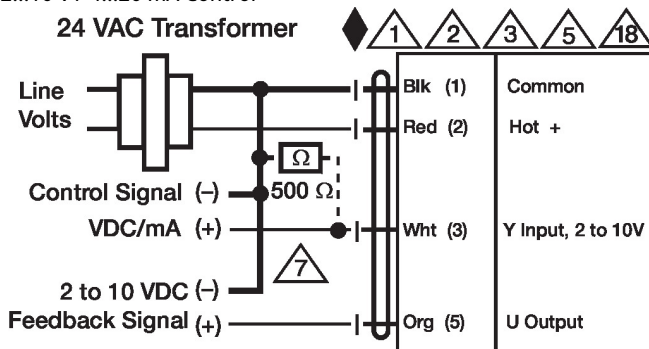 24 VAC Transformer
1 2 3 5 18
Line
Volts
Blk (1) Common
Red (2) Hot +
Ω
500 Ω
Control Signal (–)
VDC/mA (+)
Wht (3) Y Input, 2 to 10V
7
2 to 10 VDC (–)
Feedback Signal (+)
Org (5) U Output